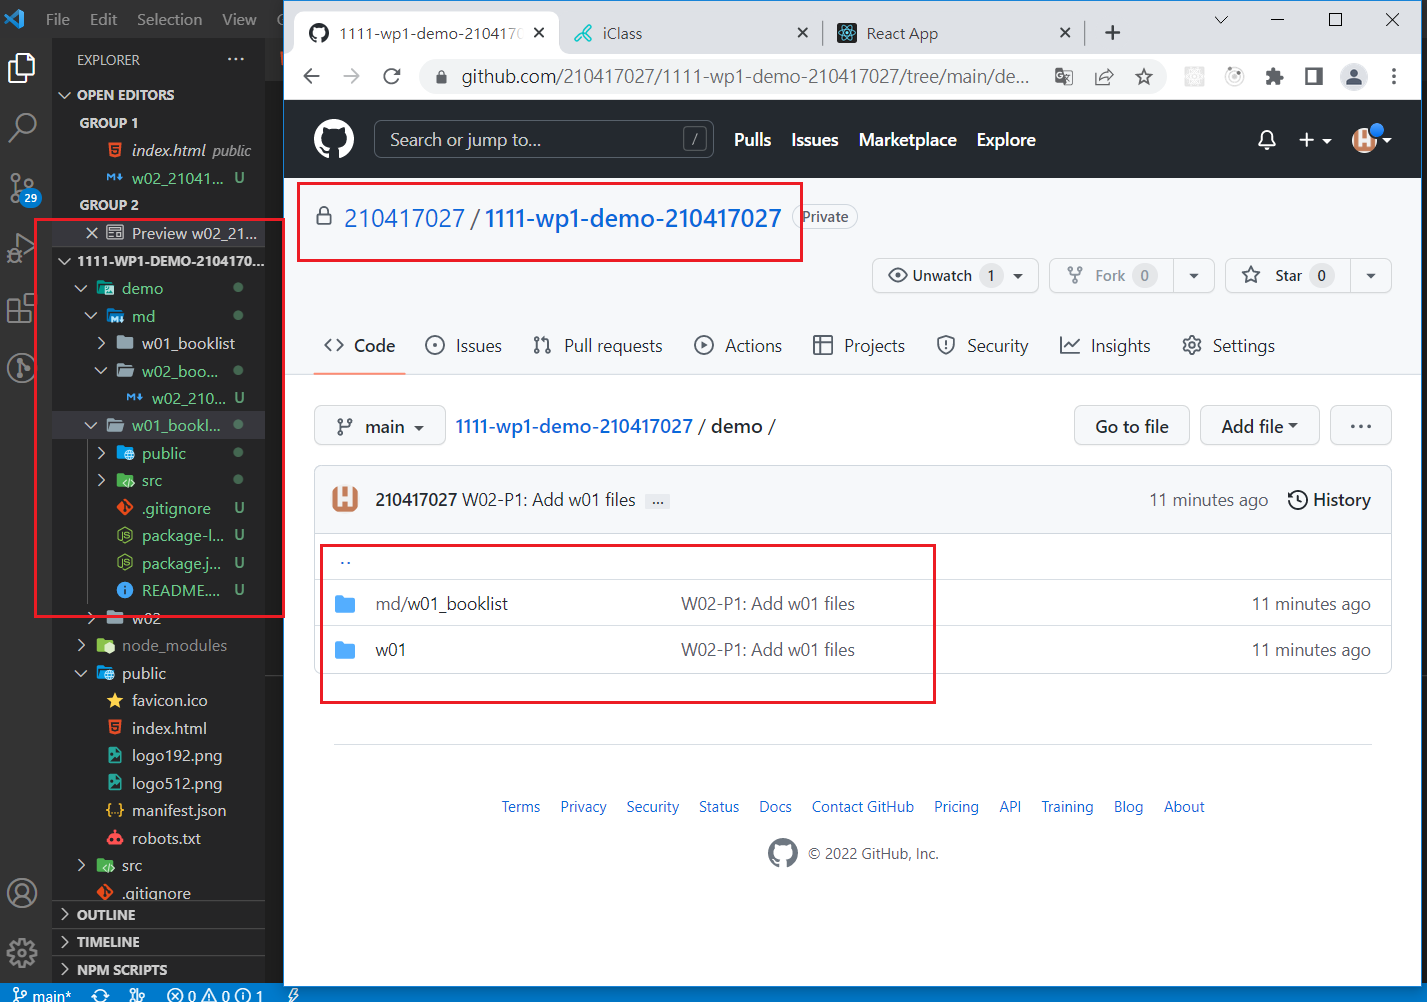 File Edit Selection View
EXPLORER
OPEN EDITORS
GROUP 1
index.html public
w02_21041... U
29
GROUP 2
Preview w02_21...
1111-WP1-DEMO-2104170...
demo
md
w01_booklist
w02_boo...
w02_210... U
w01_bookl...
public
src
.gitignore U
package-l... U
package.j... U
README.... U
w02
node_modules
public
favicon.ico
index.html
logo192.png
logo512.png
manifest.json
robots.txt
src
.gitignore
OUTLINE
TIMELINE
NPM SCRIPTS
main* 0 0 1
1111-wp1-demo-210417 iClass React App
github.com/210417027/1111-wp1-demo-210417027/tree/main/de...
Search or jump to... / Pulls Issues Marketplace Explore
210417027 / 1111-wp1-demo-210417027 Private
Unwatch 1 Fork 0 Star 0
Code Issues Pull requests Actions Projects Security Insights Settings
main 1111-wp1-demo-210417027 / demo / Go to file Add file ...
210417027 W02-P1: Add w01 files ... 11 minutes ago History
..
md/w01_booklist W02-P1: Add w01 files 11 minutes ago
w01 W02-P1: Add w01 files 11 minutes ago
Terms Privacy Security Status Docs Contact GitHub Pricing API Training Blog About
© 2022 GitHub, Inc.